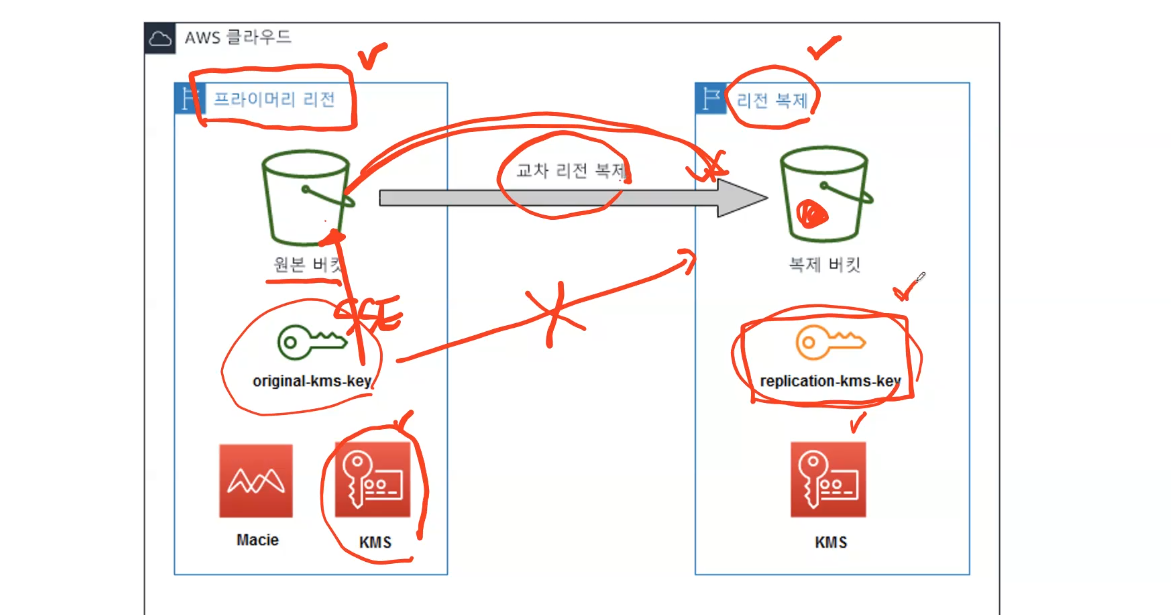 AWS 클라우드
프라이머리 리전
리전 복제
교차 리전 복제
원본 버킷
복제 버킷
SSE
original-kms-key
replication-kms-key
Macie
KMS
KMS